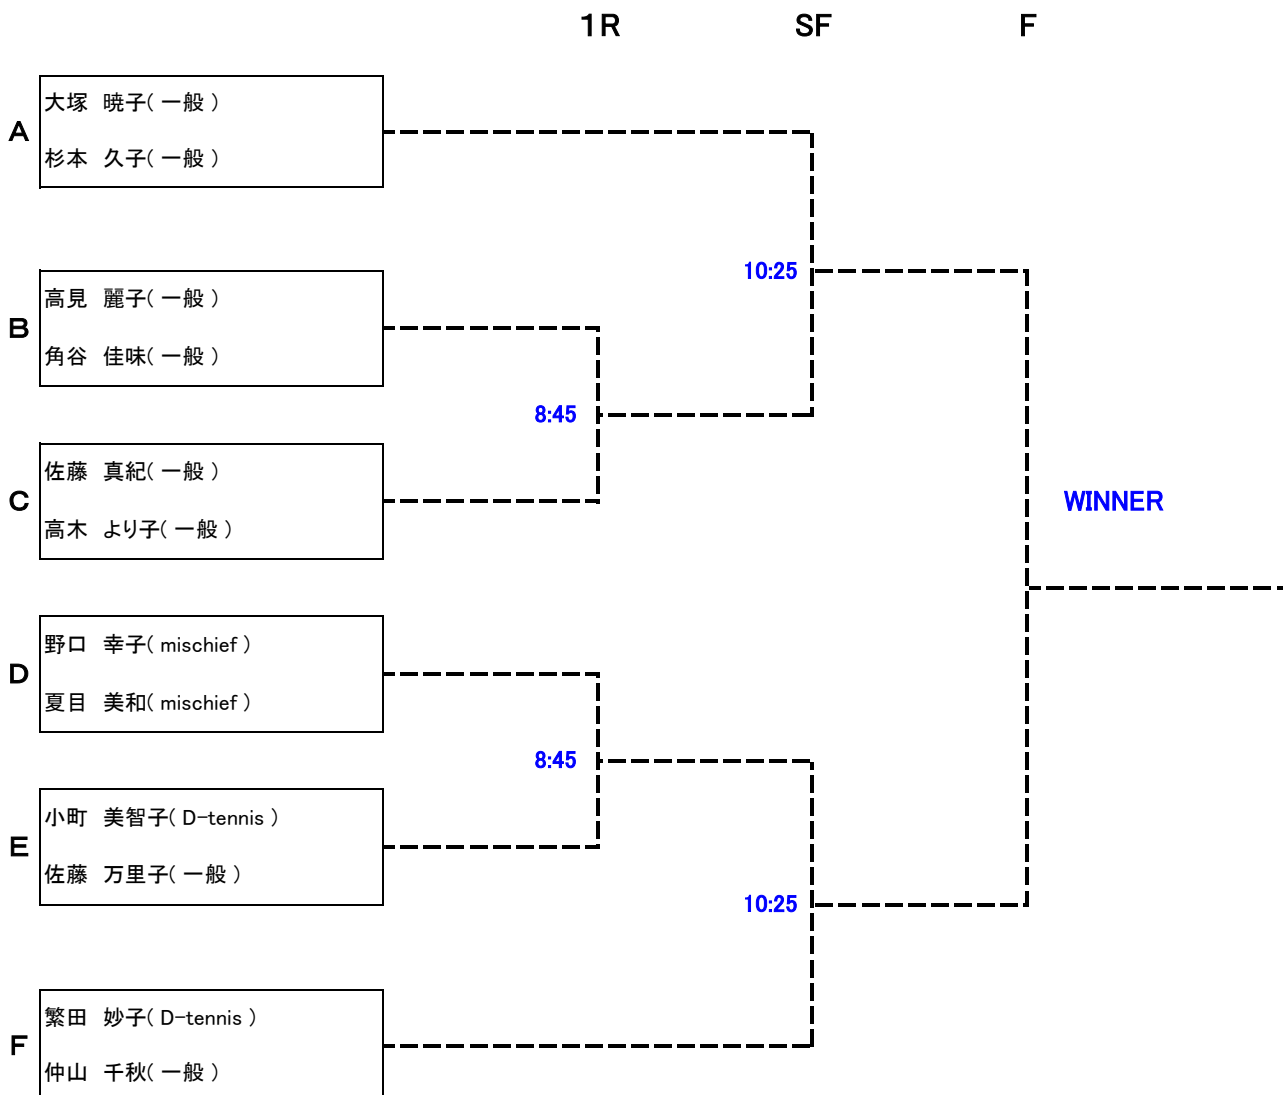 1R SF F
大塚 暁子( 一般 )
A
杉本 久子( 一般 )
10:25
高見 麗子( 一般 )
B
角谷 佳味( 一般 )
8:45
佐藤 真紀( 一般 )
C
高木 より子( 一般 )
WINNER
野口 幸子( mischief )
D
夏目 美和( mischief )
8:45
小町 美智子( D-tennis )
E
佐藤 万里子( 一般 )
10:25
繁田 妙子( D-tennis )
F
仲山 千秋( 一般 )